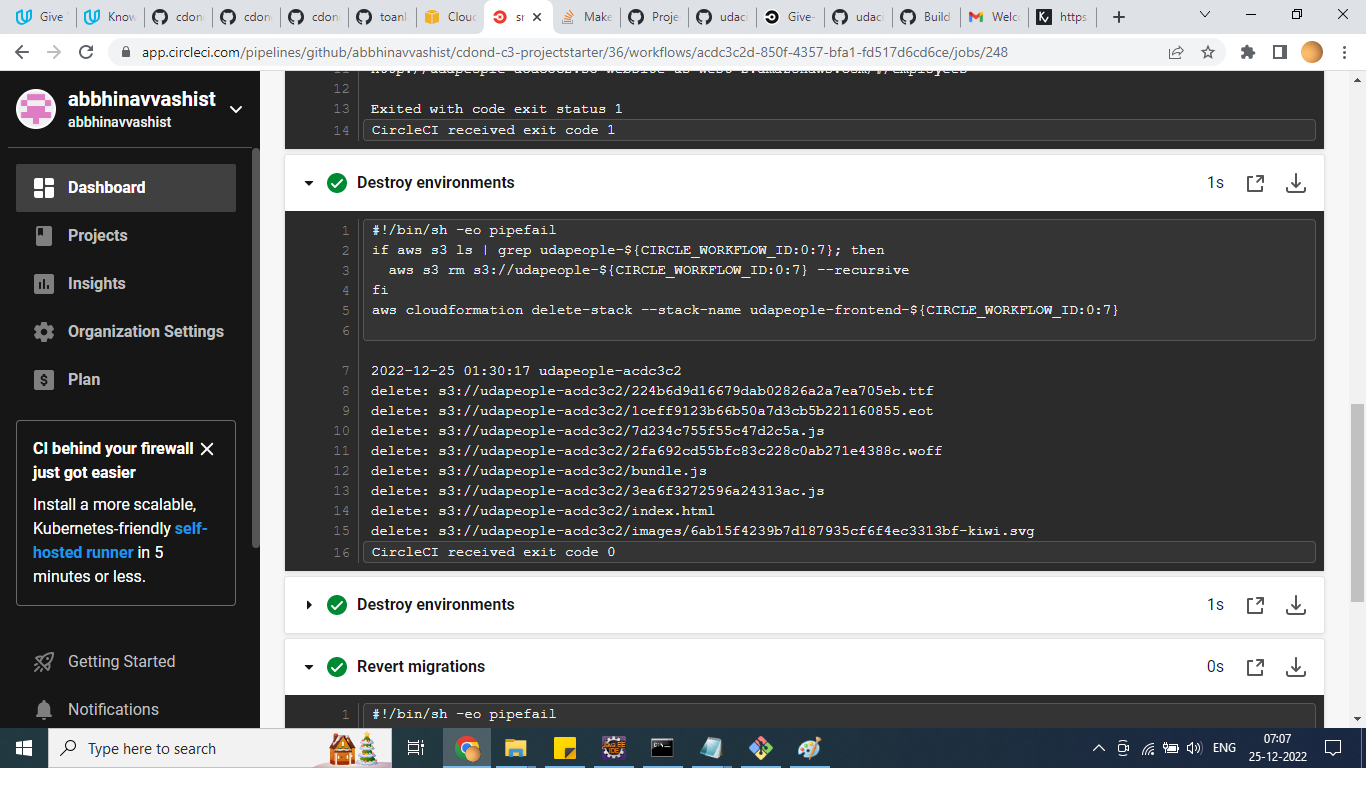 Give
Know
cdon
cdon
cdon
toanl
Cloud
sr
Make
Proje
udaci
Give-
udaci
Build
Welc
https
app.circleci.com/pipelines/github/abbhinavvashist/cdond-c3-projectstarter/36/workflows/acdc3c2d-850f-4357-bfa1-fd517d6cd6ce/jobs/248
abbhinavvashist
abbhinavvashist
Dashboard
Projects
Insights
Organization Settings
Plan
CI behind your firewall
just got easier
Install a more scalable,
Kubernetes-friendly self-
hosted runner in 5
minutes or less.
Getting Started
Notifications
12
13 Exited with code exit status 1
14 CircleCI received exit code 1
Destroy environments 1s
1 #!/bin/sh -eo pipefail
2 if aws s3 ls | grep udapeople-${CIRCLE_WORKFLOW_ID:0:7}; then
3 aws s3 rm s3://udapeople-${CIRCLE_WORKFLOW_ID:0:7} --recursive
4 fi
5 aws cloudformation delete-stack --stack-name udapeople-frontend-${CIRCLE_WORKFLOW_ID:0:7}
6
7 2022-12-25 01:30:17 udapeople-acdc3c2
8 delete: s3://udapeople-acdc3c2/224b6d9d16679dab02826a2a7ea705eb.ttf
9 delete: s3://udapeople-acdc3c2/1ceff9123b66b50a7d3cb5b221160855.eot
10 delete: s3://udapeople-acdc3c2/7d234c755f55c47d2c5a.js
11 delete: s3://udapeople-acdc3c2/2fa692cd55bfc83c228c0ab271e4388c.woff
12 delete: s3://udapeople-acdc3c2/bundle.js
13 delete: s3://udapeople-acdc3c2/3ea6f3272596a24313ac.js
14 delete: s3://udapeople-acdc3c2/index.html
15 delete: s3://udapeople-acdc3c2/images/6ab15f4239b7d187935cf6f4ec3313bf-kiwi.svg
16 CircleCI received exit code 0
Destroy environments 1s
Revert migrations 0s
1 #!/bin/sh -eo pipefail
Type here to search
ENG
07:07
25-12-2022